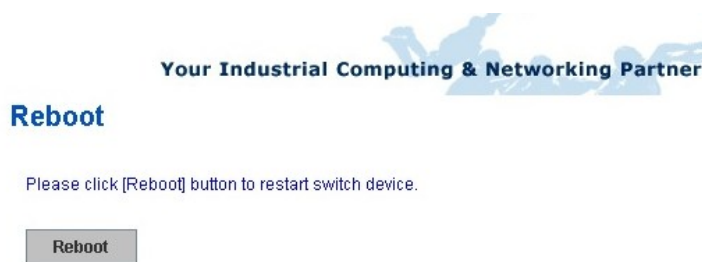 Your Industrial Computing & Networking Partner
Reboot
Please click [Reboot] button to restart switch device.
Reboot